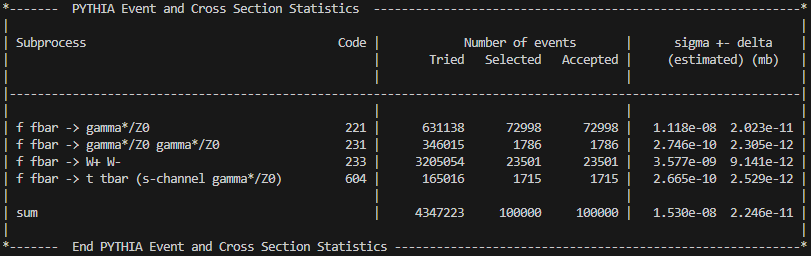 *-------  PYTHIA Event and Cross Section Statistics  -------------------------------------------------------------*
|                                                                                                                 |
| Subprocess                                    Code |            Number of events       |      sigma +- delta    |
|                                                    |       Tried   Selected   Accepted |     (estimated) (mb)   |
|                                                    |                                   |                        |
|-----------------------------------------------------------------------------------------------------------------|
|                                                    |                                   |                        |
| f fbar -> gamma*/Z0                            221 |      631138      72998      72998 |   1.118e-08  2.023e-11 |
| f fbar -> gamma*/Z0 gamma*/Z0                  231 |      346015       1786       1786 |   2.746e-10  2.305e-12 |
| f fbar -> W+ W-                                233 |     3205054      23501      23501 |   3.577e-09  9.141e-12 |
| f fbar -> t tbar (s-channel gamma*/Z0)         604 |      165016       1715       1715 |   2.665e-10  2.529e-12 |
|                                                    |                                   |                        |
| sum                                                |     4347223     100000     100000 |   1.530e-08  2.246e-11 |
|                                                                                                                 |
*-------  End PYTHIA Event and Cross Section Statistics ----------------------------------------------------------*